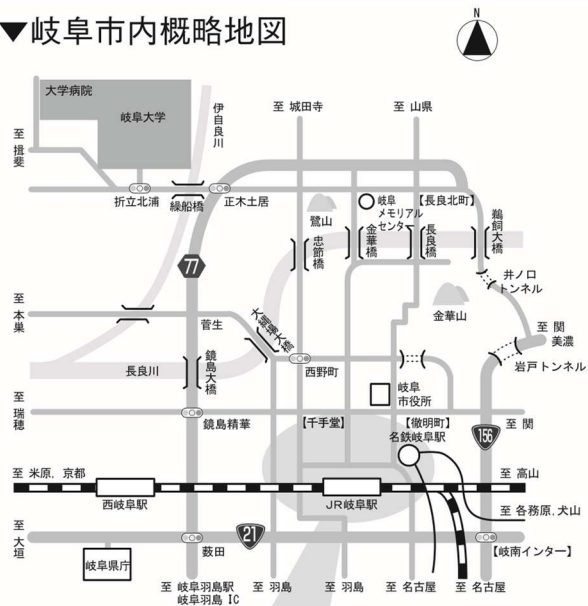 ▼岐阜市内概略地図
N
大学病院
岐阜大学
伊自良川
至 城田寺
至 山県
至 揖斐
折立北浦
繰船橋
正木土居
鷺山
岐阜
メモリアル
センター
【長良北町】
鵜飼大橋
忠節橋
金華橋
長良橋
77
井ノ口
トンネル
金華山
至 本巣
菅生
大縄場大橋
至 関
美濃
岩戸トンネル
長良川
鏡島大橋
西野町
岐阜
市役所
至 瑞穂
鏡島精華
【千手堂】
【徹明町】
名鉄岐阜駅
至 関
156
至 米原, 京都
至 高山
西岐阜駅
JR岐阜駅
至 各務原, 犬山
至 大垣
21
薮田
【岐南インター】
岐阜県庁
至 岐阜羽島駅
岐阜羽島 IC
至 羽島
至 羽島
至 名古屋
至 名古屋